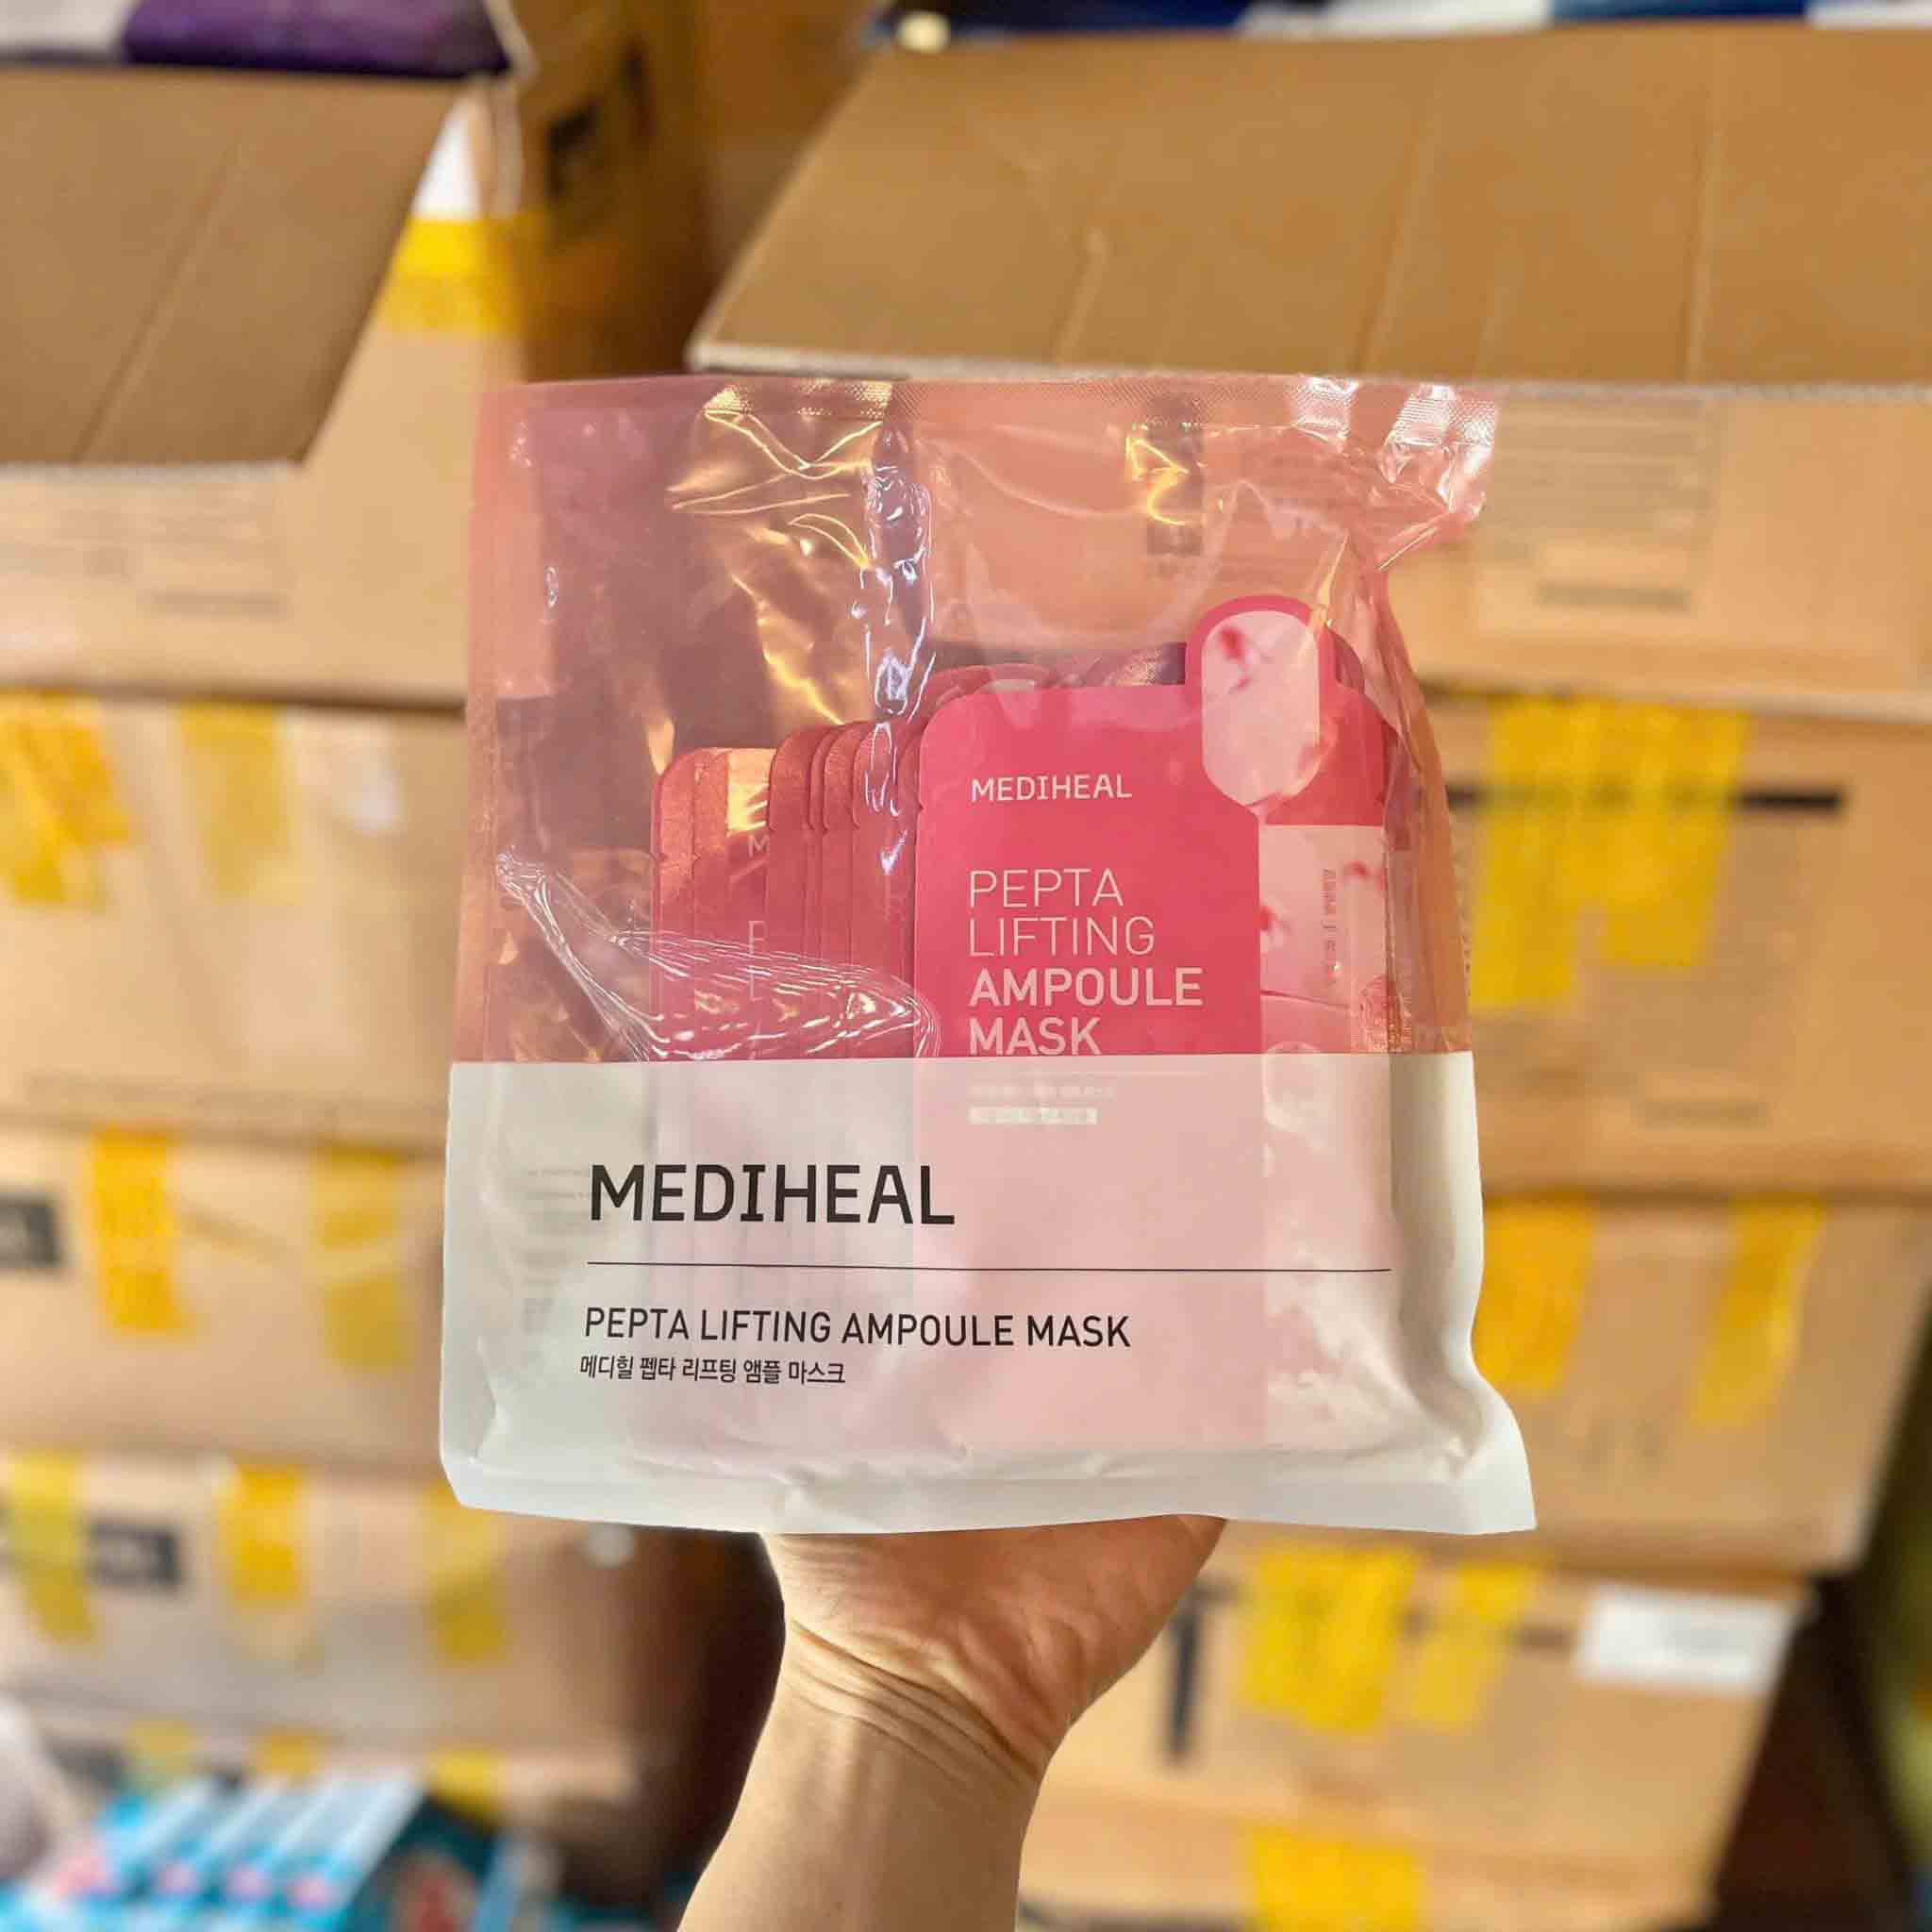 MEDIHEAL
PEPTA
LIFTING
AMPOULE
MASK
MEDIHEAL
PEPTA LIFTING AMPOULE MASK
메디힐 펩타 리프팅 앰플 마스크